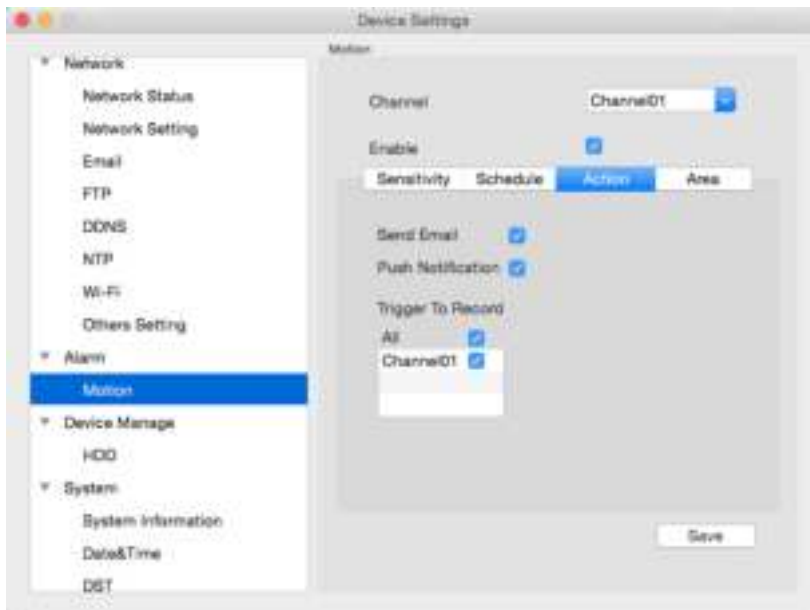 Device Settings
Network
Network Status
Network Setting
Email
FTP
DDNS
NTP
Wi-Fi
Others Setting
Alarm
Motion
Device Manage
HDD
System
System Information
Date&Time
DST
Motion
Channel
Channel01
Enable
Sensitivity Schedule Action Area
Send Email
Push Notification
Trigger To Record
All
Channel01
Save